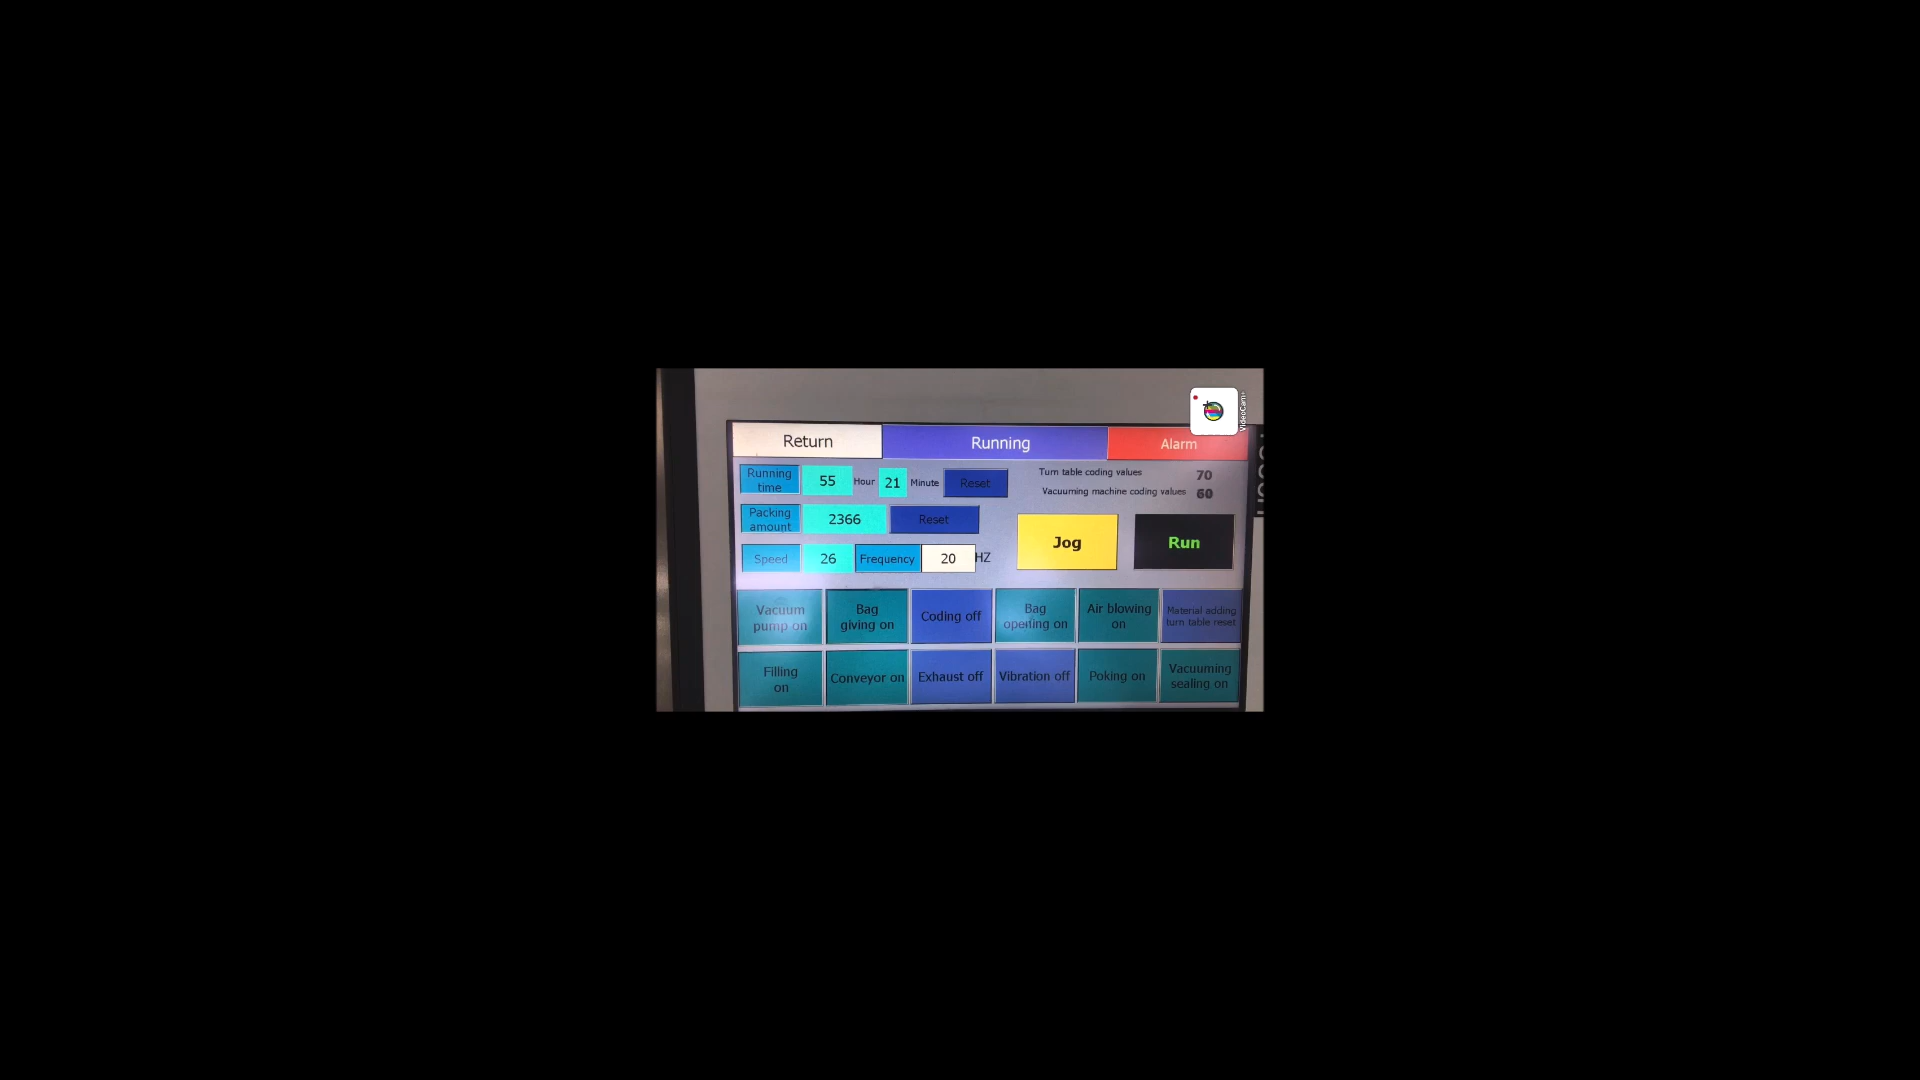 VideoCam+
Return
Running
Alarm
Running
time
55
Hour
21
Minute
Reset
Turn table coding values
70
Vacuuming machine coding values
60
Packing
amount
2366
Reset
Jog
Run
Speed
26
Frequency
20
HZ
Vacuum
pump on
Bag
giving on
Coding off
Bag
opening on
Air blowing
on
Material adding
turn table reset
Filling
on
Conveyor on
Exhaust off
Vibration off
Poking on
Vacuuming
sealing on